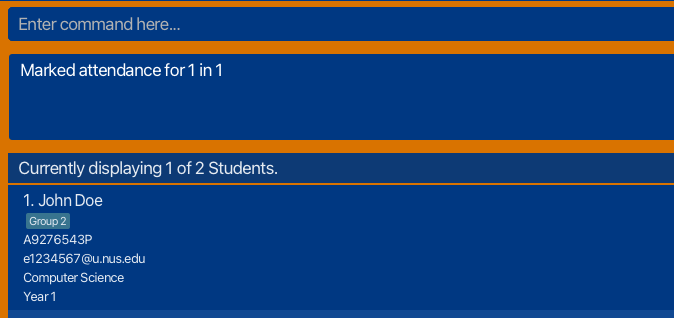 Enter command here...
Marked attendance for 1 in 1
Currently displaying 1 of 2 Students.
1. John Doe
Group 2
A9276543P
e1234567@u.nus.edu
Computer Science
Year 1